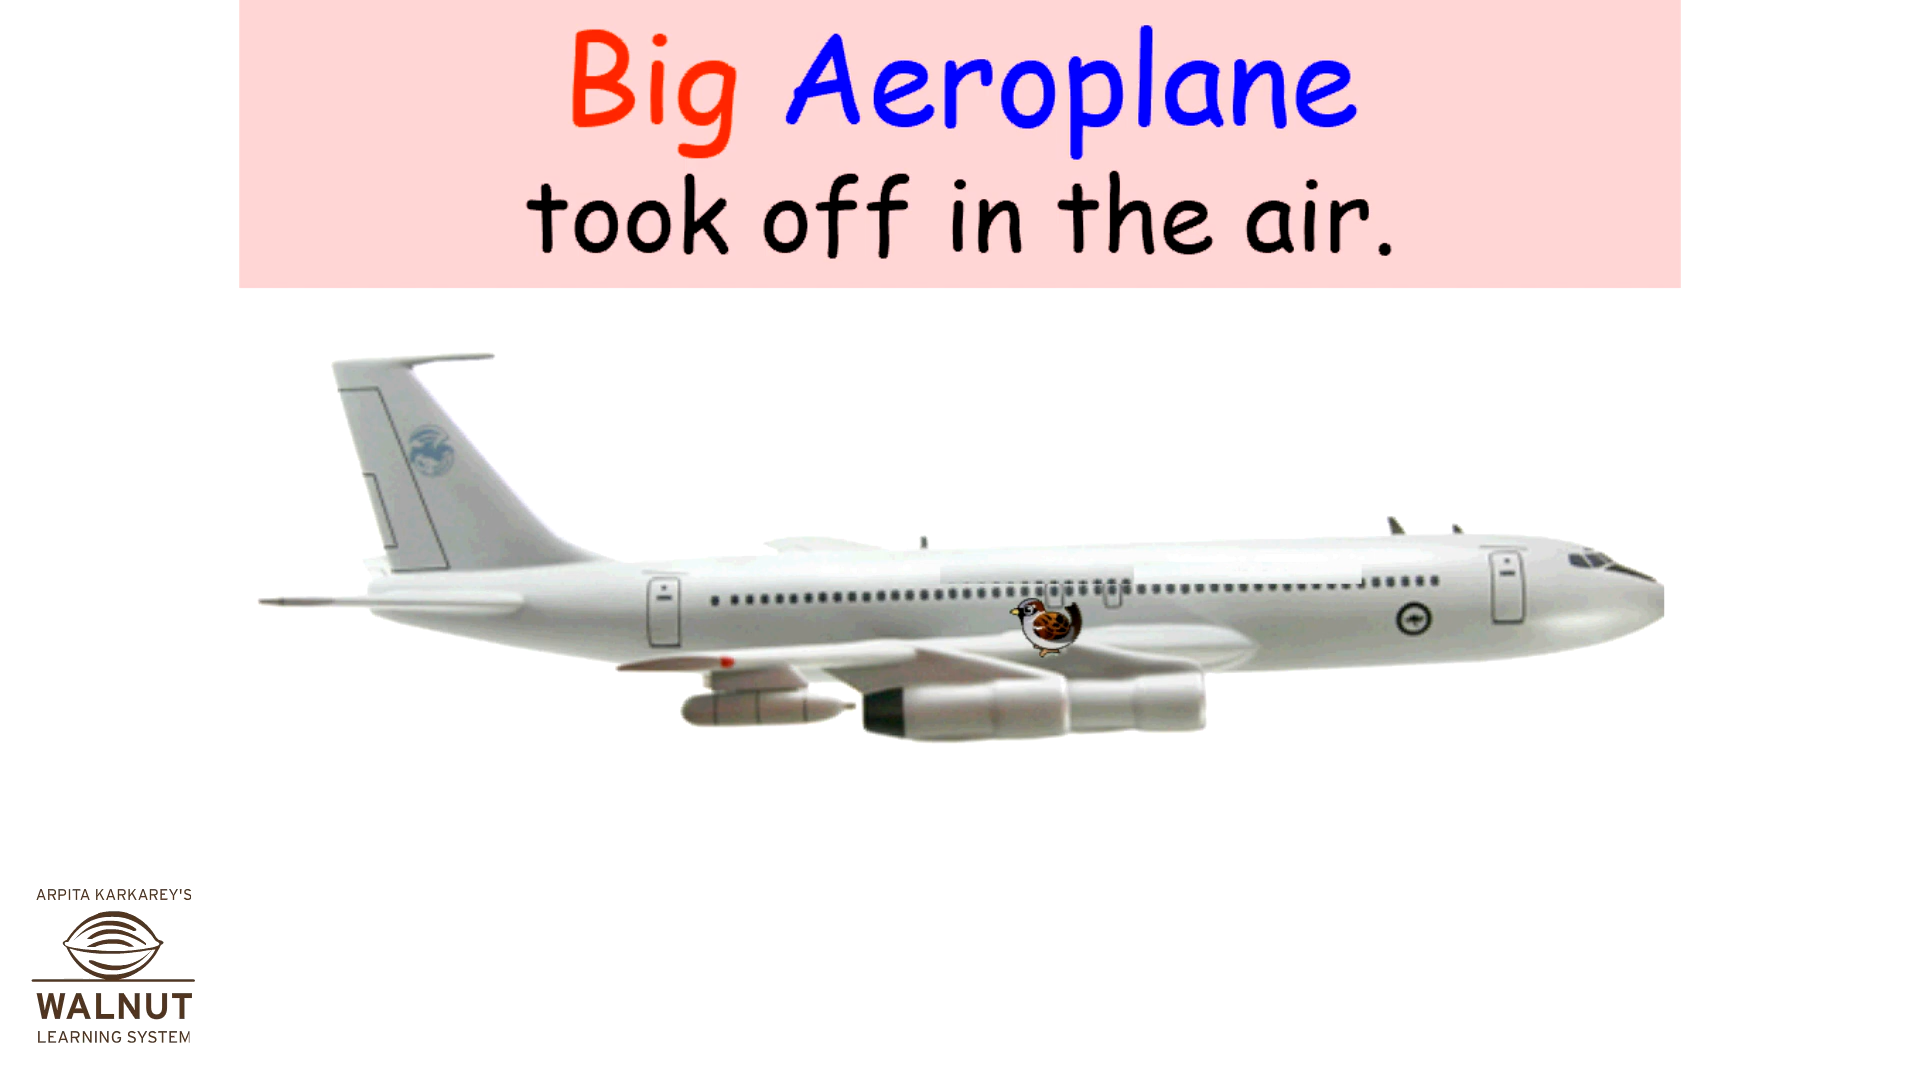 Big Aeroplane
took off in the air.
ARPITA KARKAREY'S
WALNUT
LEARNING SYSTEM